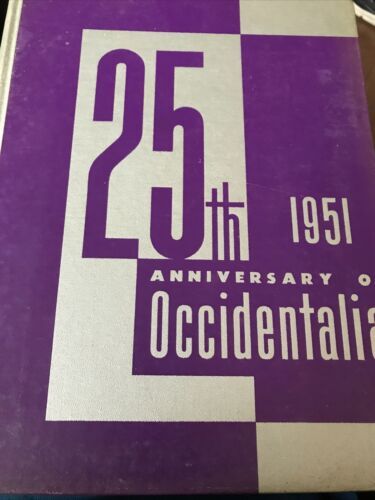 25th
1951
ANNIVERSARY O
Occidentalia